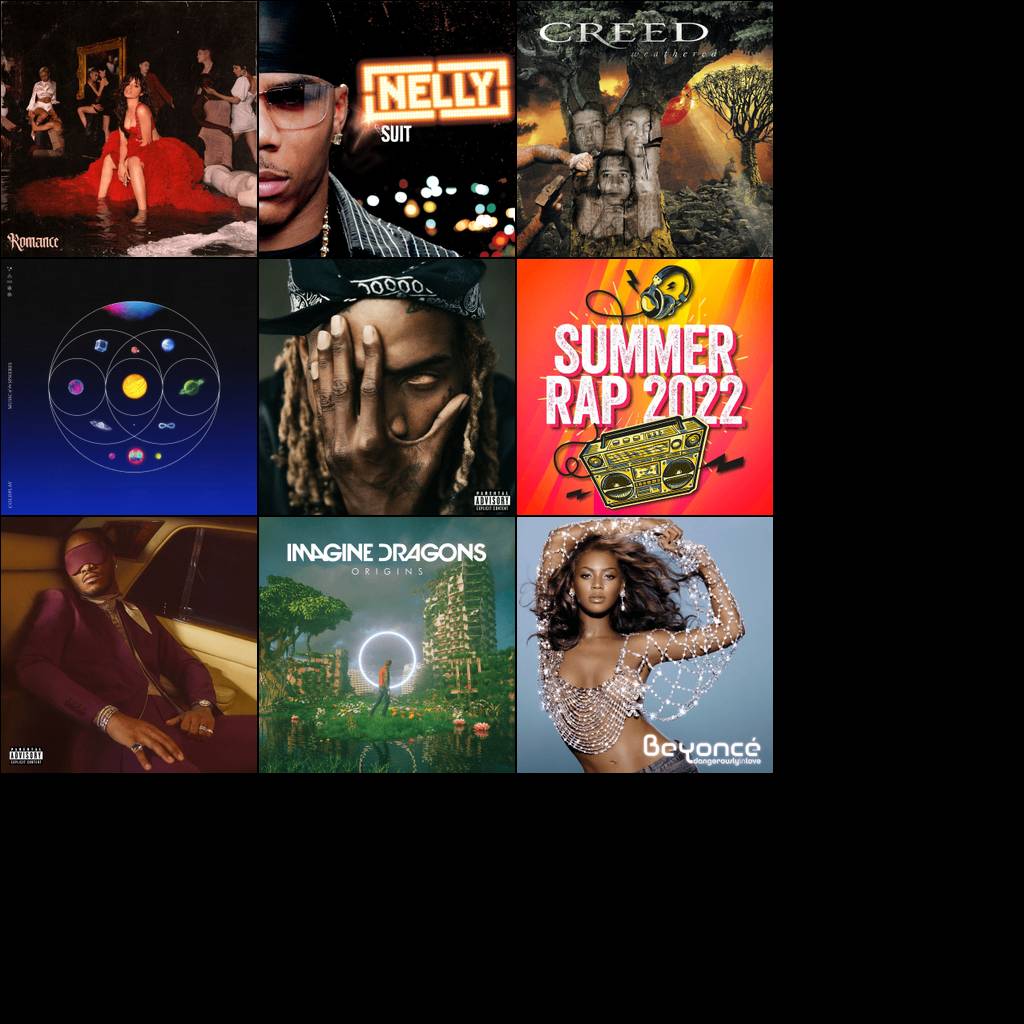 Romance
NELLY
SUIT
CREED
weathered
MUSIC of the SPHERES
COLDPLAY
PARENTAL
ADVISORY
EXPLICIT CONTENT
SUMMER
RAP 2022
PARENTAL
ADVISORY
EXPLICIT CONTENT
IMAGINE DRAGONS
ORIGINS
Beyoncé
dangerouslyinlove